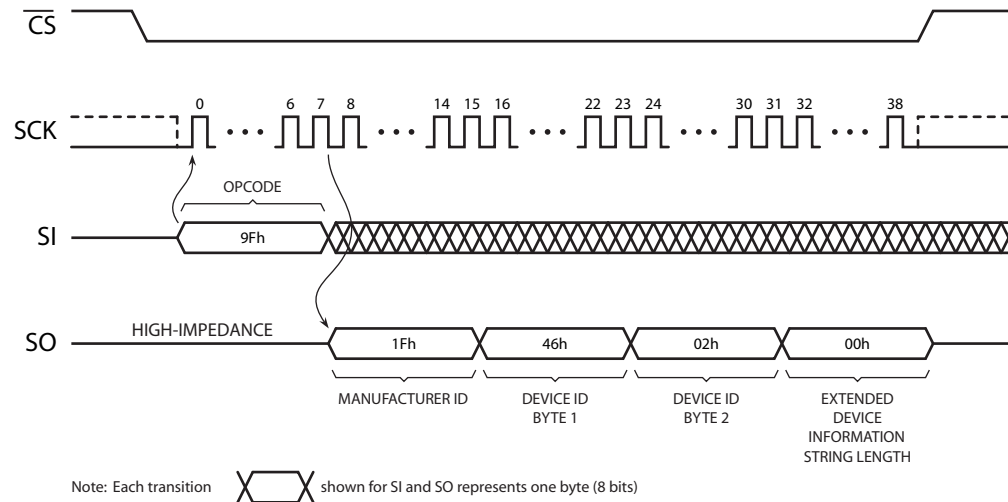 CS
0 6 7 8 14 15 16 22 23 24 30 31 32 38
SCK
OPCODE
SI
9Fh
HIGH-IMPEDANCE
SO
1Fh 46h 02h 00h
MANUFACTURER ID
DEVICE ID
BYTE 1
DEVICE ID
BYTE 2
EXTENDED
DEVICE
INFORMATION
STRING LENGTH
Note: Each transition shown for SI and SO represents one byte (8 bits)